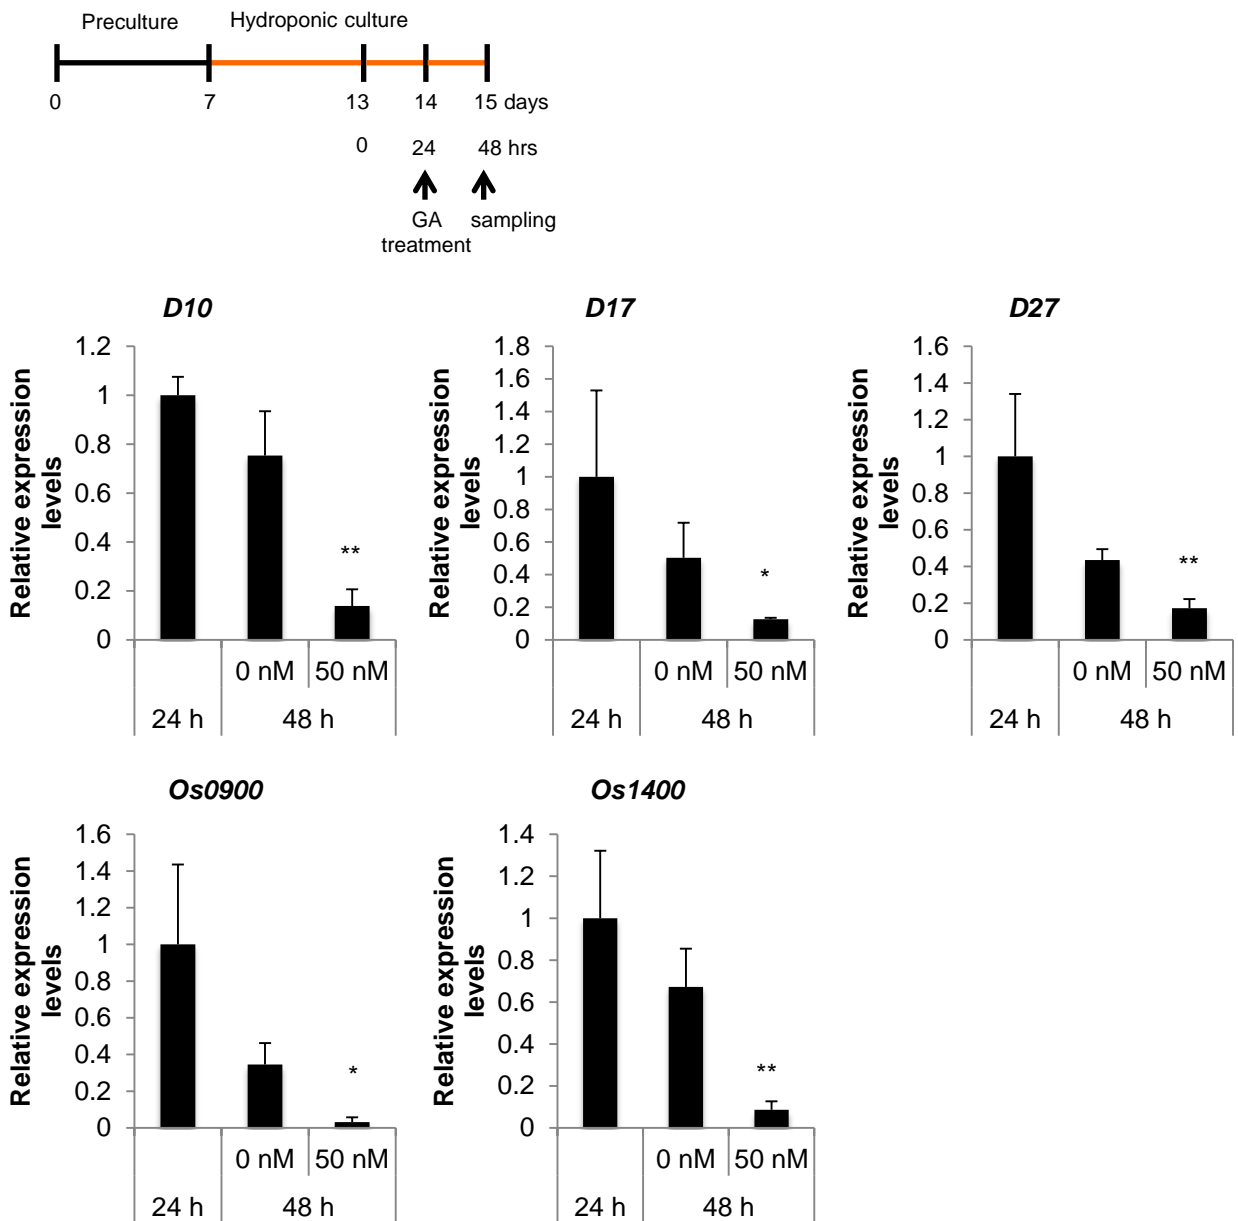 Preculture Hydroponic culture
0 7 13 14 15 days
0 24 48 hrs
GA sampling
treatment
D10 D17 D27
Relative expression
levels
1.2
1
0.8
0.6
0.4
0.2
0
0 nM 50 nM
24 h 48 h
**
Relative expression
levels
1.8
1.6
1.4
1.2
1
0.8
0.6
0.4
0.2
0
0 nM 50 nM
24 h 48 h
*
Relative expression
levels
1.6
1.4
1.2
1
0.8
0.6
0.4
0.2
0
0 nM 50 nM
24 h 48 h
**
Os0900 Os1400
Relative expression
levels
1.6
1.4
1.2
1
0.8
0.6
0.4
0.2
0
0 nM 50 nM
24 h 48 h
*
Relative expression
levels
1.4
1.2
1
0.8
0.6
0.4
0.2
0
0 nM 50 nM
24 h 48 h
**